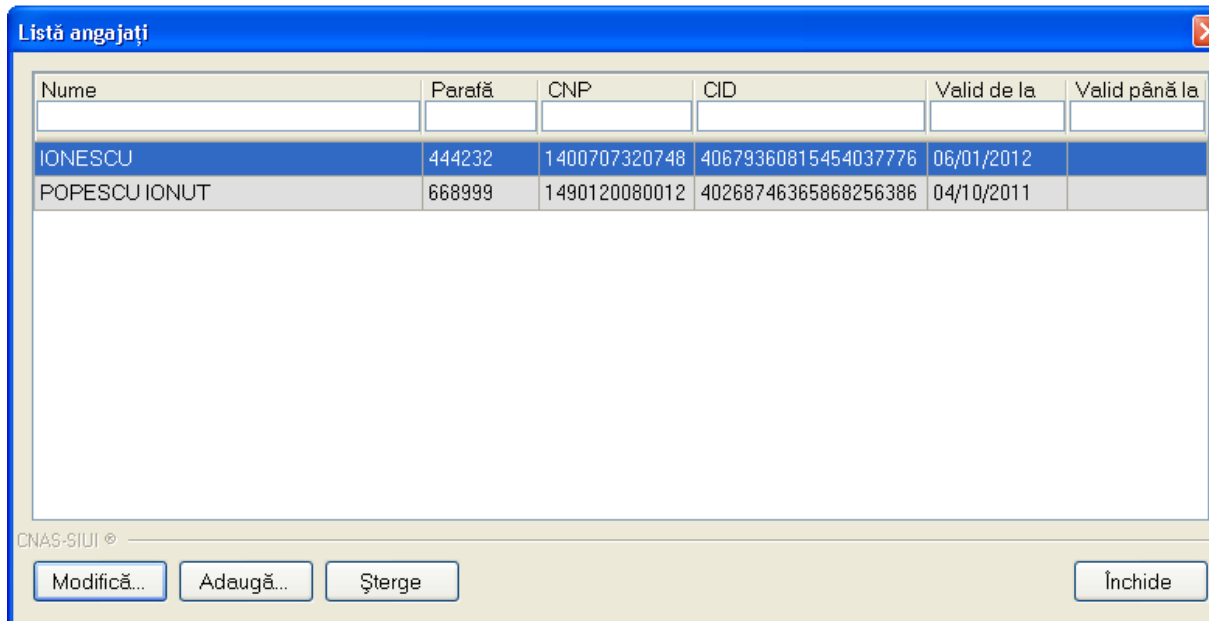 Listă angajați
Nume Parafă CNP CID Valid de la Valid până la
IONESCU 444232 1400707320748 40679360815454037776 06/01/2012
POPESCU IONUT 668999 1490120080012 40268746365868256386 04/10/2011
CNAS-SIUI ®
Modifică... Adaugă... Şterge Închide